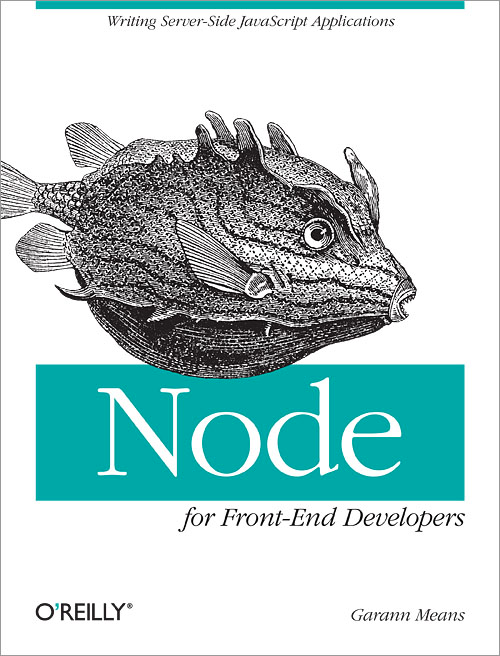 Writing Server-Side JavaScript Applications
Node
for Front-End Developers
O'REILLY®
Garann Means